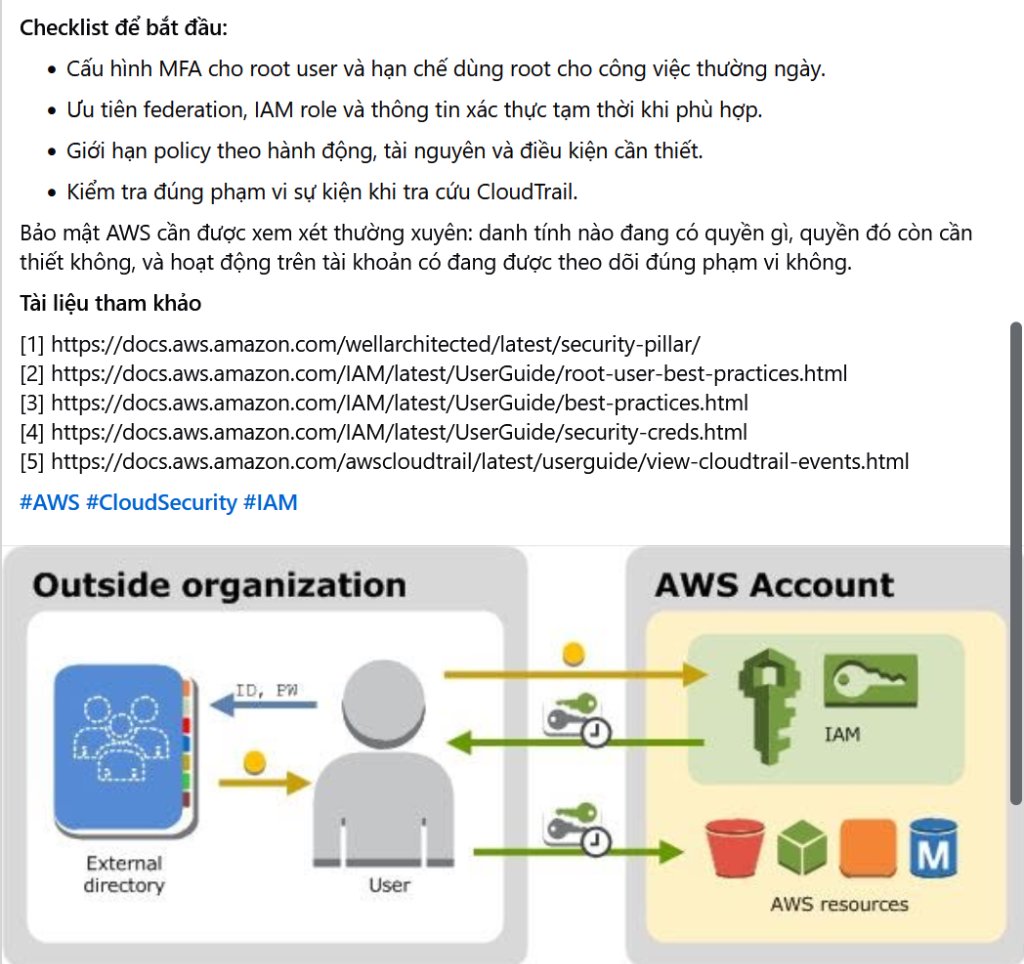 Checklist để bắt đầu:
Cấu hình MFA cho root user và hạn chế dùng root cho công việc thường ngày.
Ưu tiên federation, IAM role và thông tin xác thực tạm thời khi phù hợp.
Giới hạn policy theo hành động, tài nguyên và điều kiện cần thiết.
Kiểm tra đúng phạm vi sự kiện khi tra cứu CloudTrail.
Bảo mật AWS cần được xem xét thường xuyên: danh tính nào đang có quyền gì, quyền đó còn cần
thiết không, và hoạt động trên tài khoản có đang được theo dõi đúng phạm vi không.
Tài liệu tham khảo
[1] https://docs.aws.amazon.com/wellarchitected/latest/security-pillar/
[2] https://docs.aws.amazon.com/IAM/latest/UserGuide/root-user-best-practices.html
[3] https://docs.aws.amazon.com/IAM/latest/UserGuide/best-practices.html
[4] https://docs.aws.amazon.com/IAM/latest/UserGuide/security-creds.html
[5] https://docs.aws.amazon.com/awscloudtrail/latest/userguide/view-cloudtrail-events.html
#AWS #CloudSecurity #IAM
Outside organization
AWS Account
ID, PW
IAM
External
directory
User
M
AWS resources